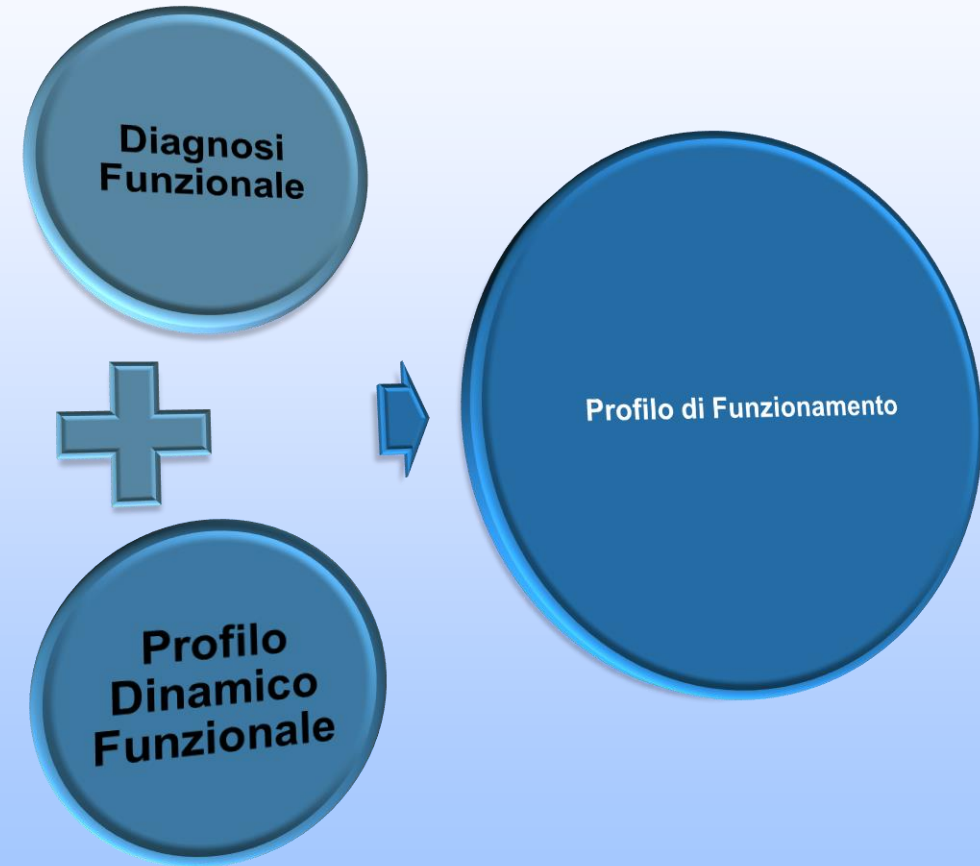 Diagnosi
Funzionale
Profilo
Dinamico
Funzionale
Profilo di Funzionamento